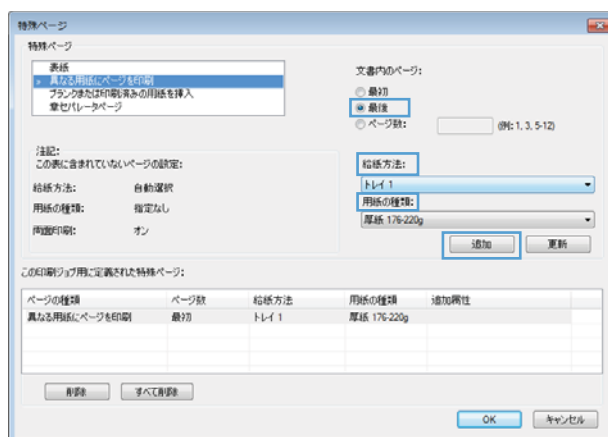 特殊ページ
特殊ページ
表紙
異なる用紙にページを印刷
ブランクまたは印刷済みの用紙を挿入
章セパレータページ
文書内のページ:
最初
最後
ページ数:
(例: 1, 3, 5-12)
注記:
この表に含まれていないページの設定:
給紙方法: 自動選択
用紙の種類: 指定なし
両面印刷: オン
給紙方法:
トレイ 1
用紙の種類:
厚紙 176-220g
追加 更新
この印刷ジョブ用に定義された特殊ページ:
ページの種類 ページ数 給紙方法 用紙の種類 追加属性
異なる用紙にページを印刷 最初 トレイ 1 厚紙 176-220g
削除 すべて削除
OK キャンセル